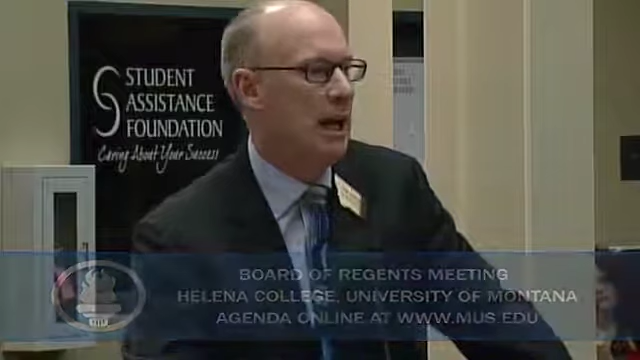 STUDENT
ASSISTANCE
FOUNDATION
Caring About Your Success
BOARD OF REGENTS MEETING
HELENA COLLEGE, UNIVERSITY OF MONTANA
AGENDA ONLINE AT WWW.MUS.EDU